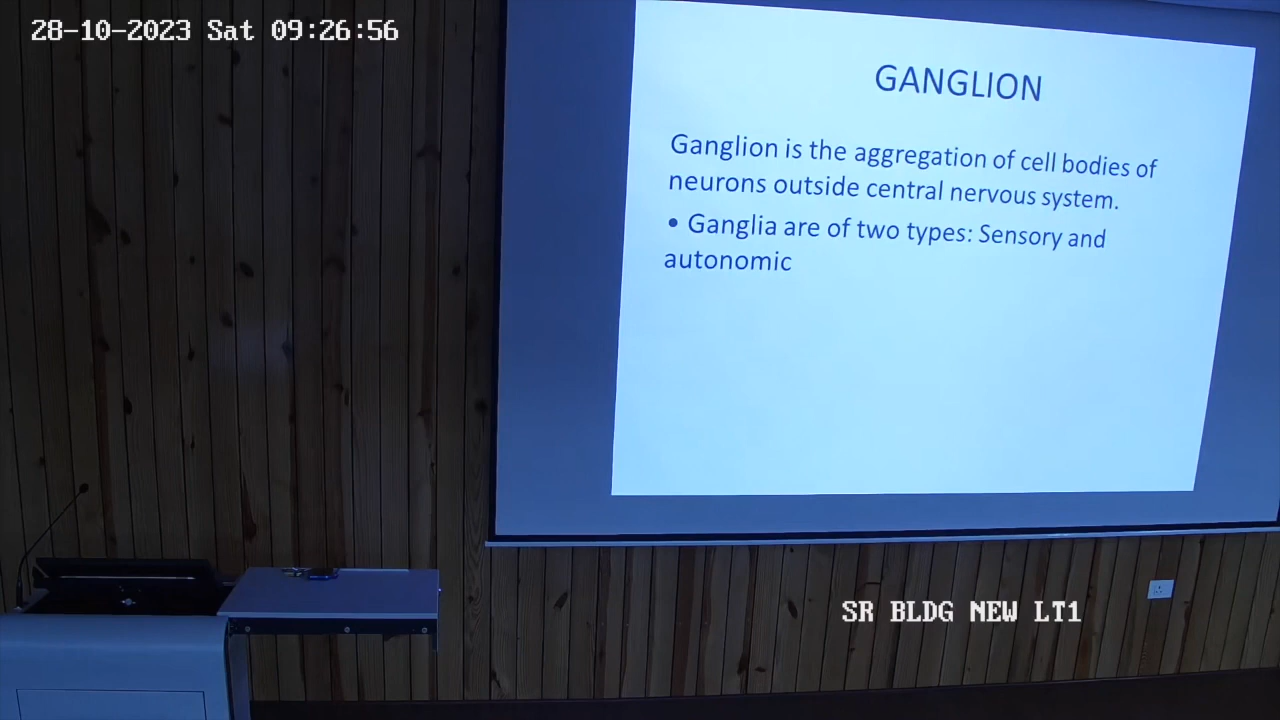 28-10-2023 Sat 09:26:56
GANGLION
Ganglion is the aggregation of cell bodies of
neurons outside central nervous system.
• Ganglia are of two types: Sensory and
autonomic
SR BLDG NEW LT1